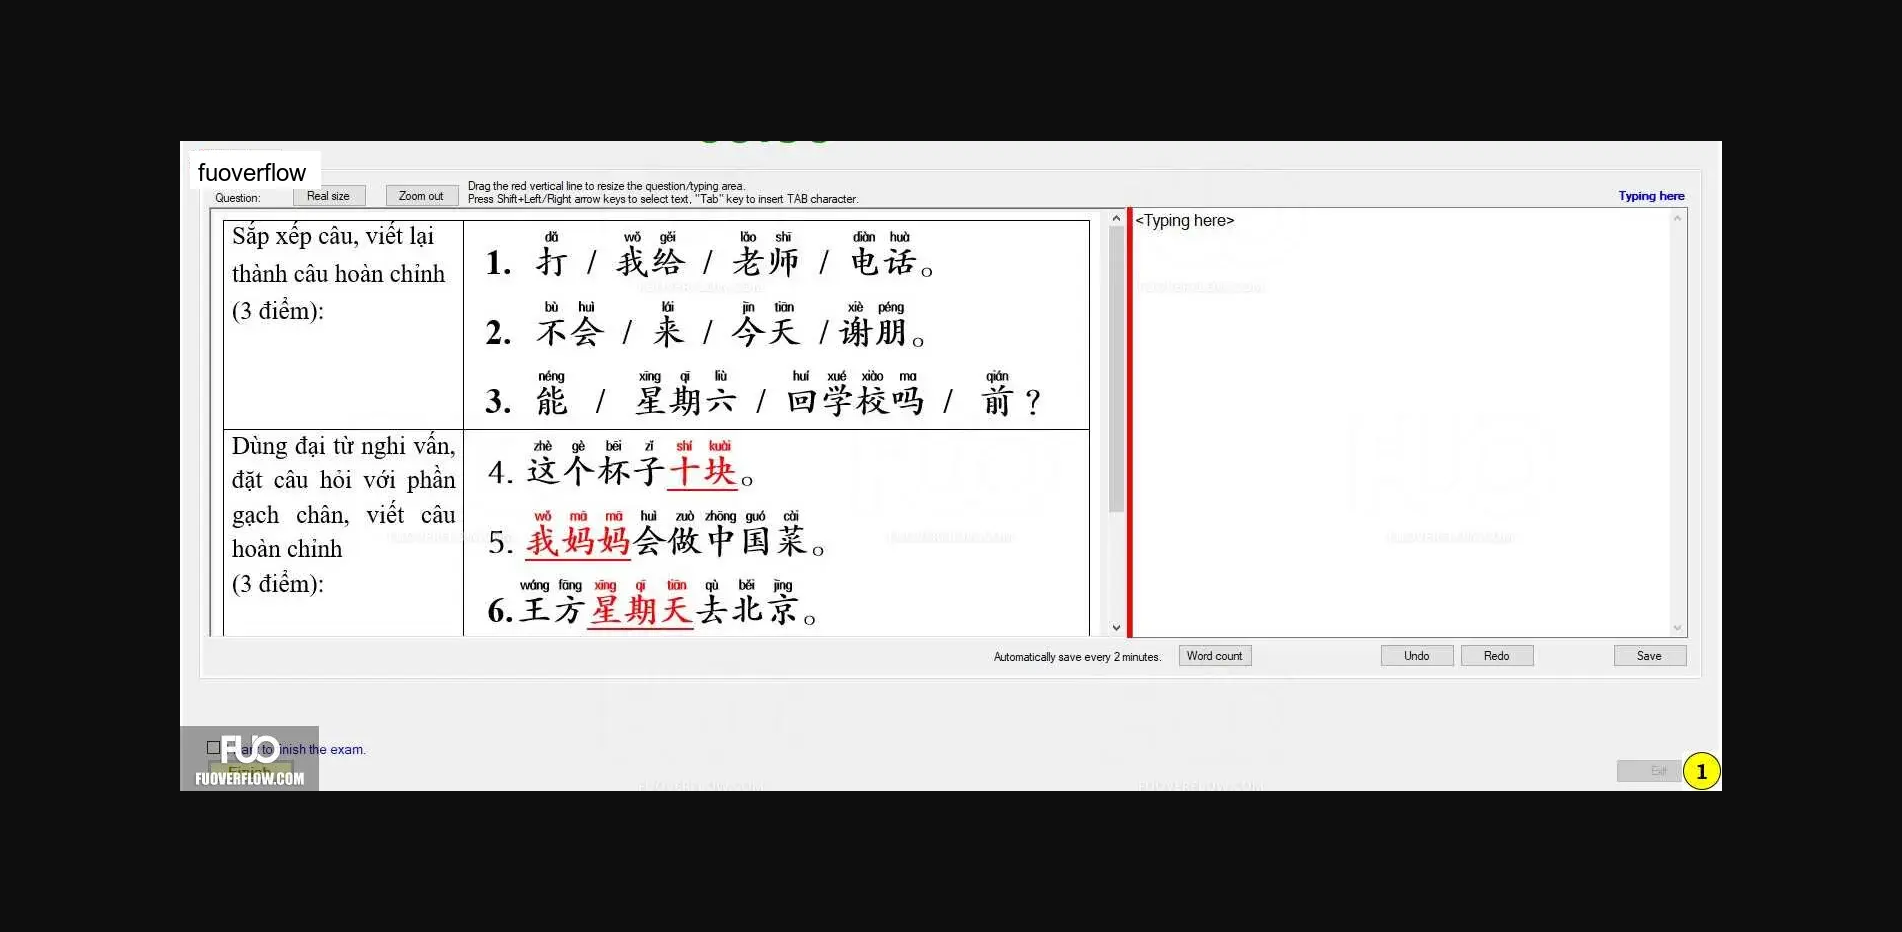 fuoverflow
Question:
Real size
Zoom out
Drag the red vertical line to resize the question/typing area.
Press Shift+Left/Right arrow keys to select text, "Tab" key to insert TAB character.
Typing here
Sắp xếp câu, viết lại
thành câu hoàn chỉnh
(3 điểm):
dǎ wǒ gěi lǎo shī diàn huà
1. 打 / 我给 / 老师 / 电话。
bù huì lái jīn tiān xiè péng
2. 不会 / 来 / 今天 / 谢朋。
néng xīng qī liù huí xué xiào ma qián
3. 能 / 星期六 / 回学校吗 / 前？
Dùng đại từ nghi vấn,
đặt câu hỏi với phần
gạch chân, viết câu
hoàn chỉnh
(3 điểm):
zhè gè bēi zǐ shí kuài
4. 这个杯子十块。
wǒ mā mā huì zuò zhōng guó cài
5. 我妈妈会做中国菜。
wáng fāng xīng qī tiān qù běi jīng
6. 王方星期天去北京。
<Typing here>
Automatically save every 2 minutes.
Word count
Undo
Redo
Save
to finish the exam.
Finish
FUO
FUOVERFLOW.COM
Exit
1